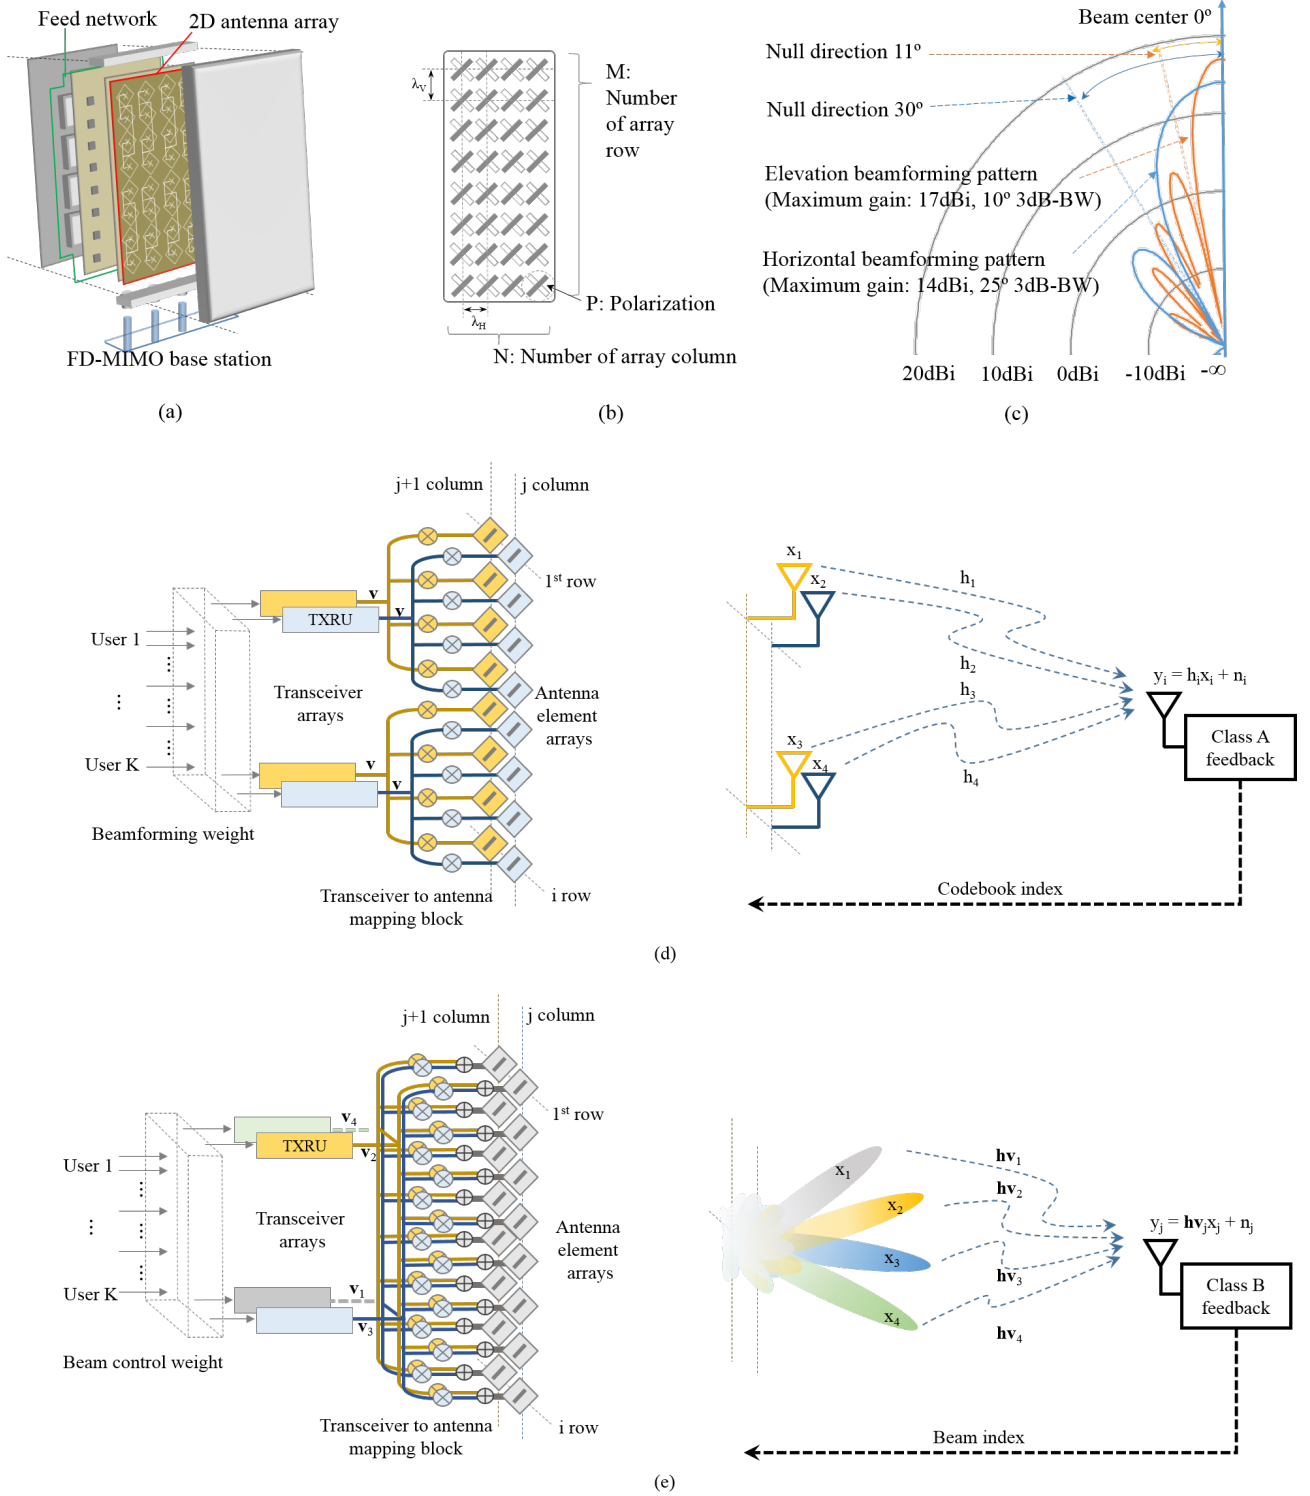 Feed network
2D antenna array
FD-MIMO base station
(a)
λV
λH
M:
Number
of array
row
P: Polarization
N: Number of array column
(b)
Beam center 0º
Null direction 11º
Null direction 30º
Elevation beamforming pattern
(Maximum gain: 17dBi, 10º 3dB-BW)
Horizontal beamforming pattern
(Maximum gain: 14dBi, 25º 3dB-BW)
20dBi 10dBi 0dBi -10dBi -∞
(c)
j+1 column
j column
1st row
v
v
TXRU
User 1
⋮
⋮
⋮
User K
Transceiver
arrays
Antenna
element
arrays
v
v
Beamforming weight
i row
Transceiver to antenna
mapping block
x1
x2
h1
h2
h3
x3
x4
h4
yi = hixi + ni
Class A
feedback
Codebook index
(d)
j+1 column
j column
1st row
v4
TXRU
v2
User 1
⋮
⋮
⋮
User K
Transceiver
arrays
Antenna
element
arrays
v1
v3
Beam control weight
i row
Transceiver to antenna
mapping block
x1
x2
x3
x4
hv1
hv2
hv3
hv4
yj = hvjxj + nj
Class B
feedback
Beam index
(e)